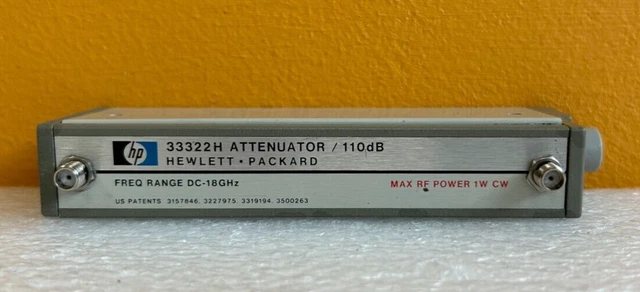 hp 33322H ATTENUATOR / 110dB
HEWLETT • PACKARD
FREQ RANGE DC-18GHz MAX RF POWER 1W CW
US PATENTS 3157846, 3227975, 3319194, 3500263